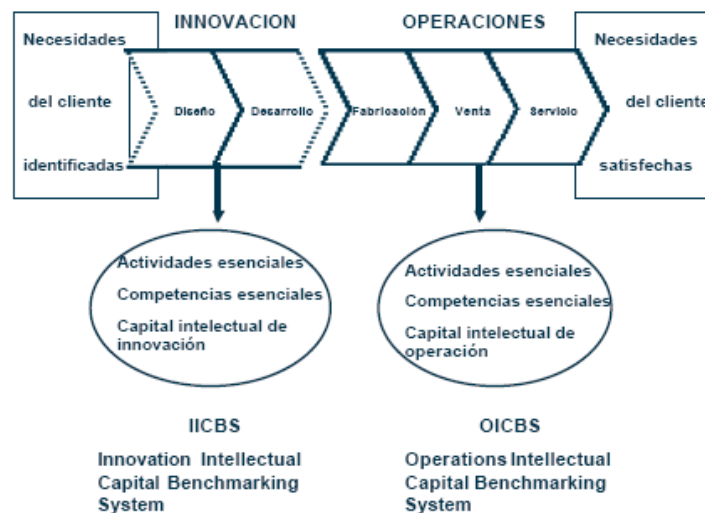 INNOVACION
OPERACIONES
Necesidades
del cliente
identificadas
Diseño
Desarrollo
Fabricación
Venta
Servicio
Necesidades
del cliente
satisfechas
Actividades esenciales
Competencias esenciales
Capital intelectual de
innovación
Actividades esenciales
Competencias esenciales
Capital intelectual de
operación
IICBS
Innovation Intellectual
Capital Benchmarking
System
OICBS
Operations Intellectual
Capital Benchmarking
System